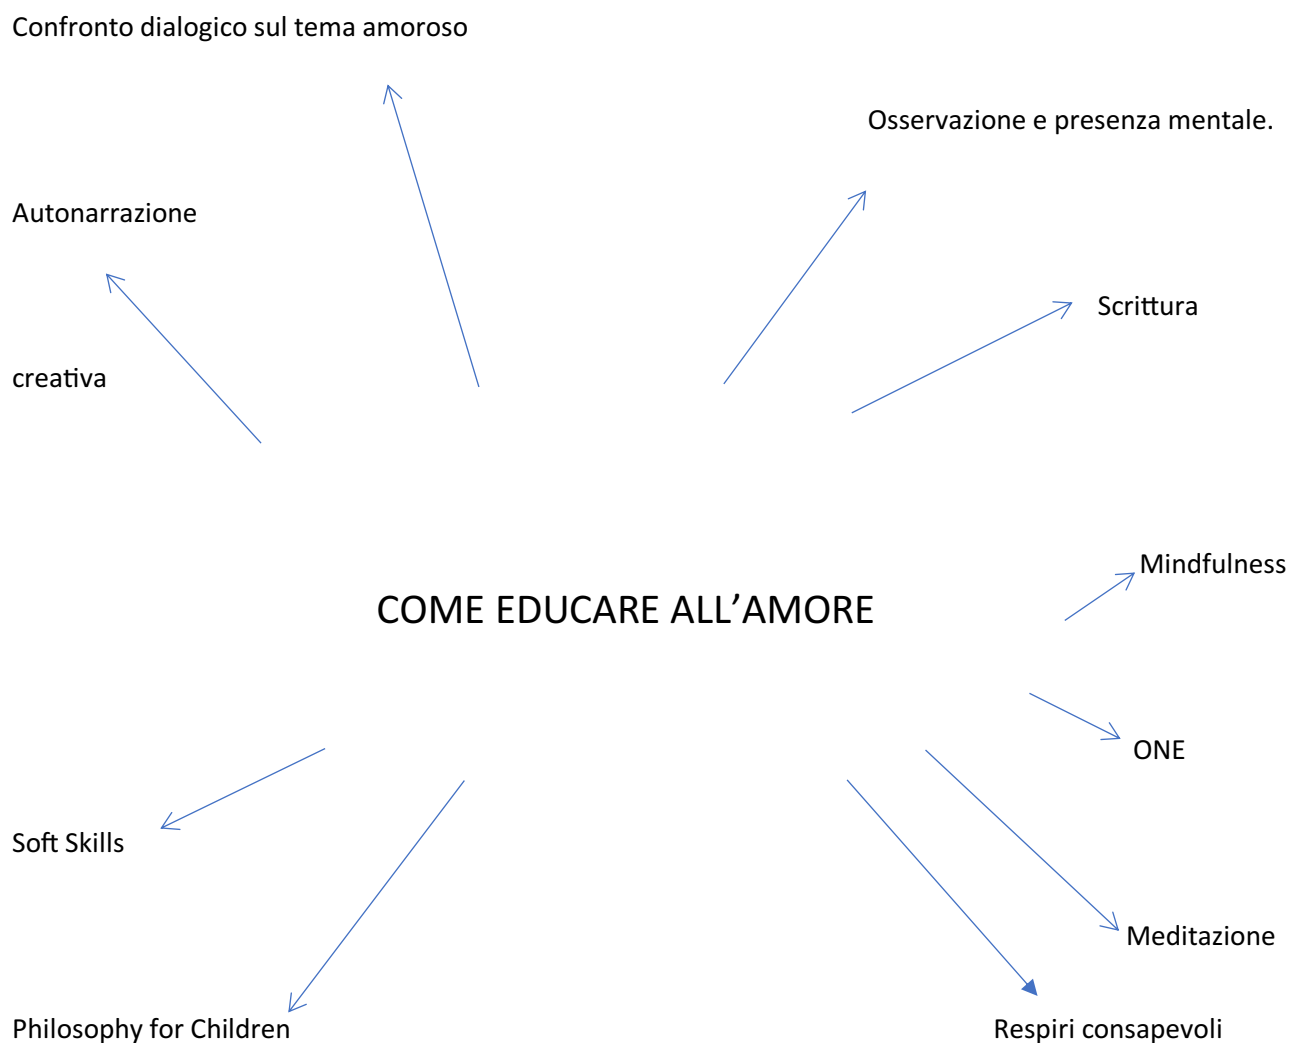 Confronto dialogico sul tema amoroso
Osservazione e presenza mentale.
Autonarrazione
Scrittura
creativa
Mindfulness
COME EDUCARE ALL’AMORE
ONE
Soft Skills
Meditazione
Philosophy for Children
Respiri consapevoli